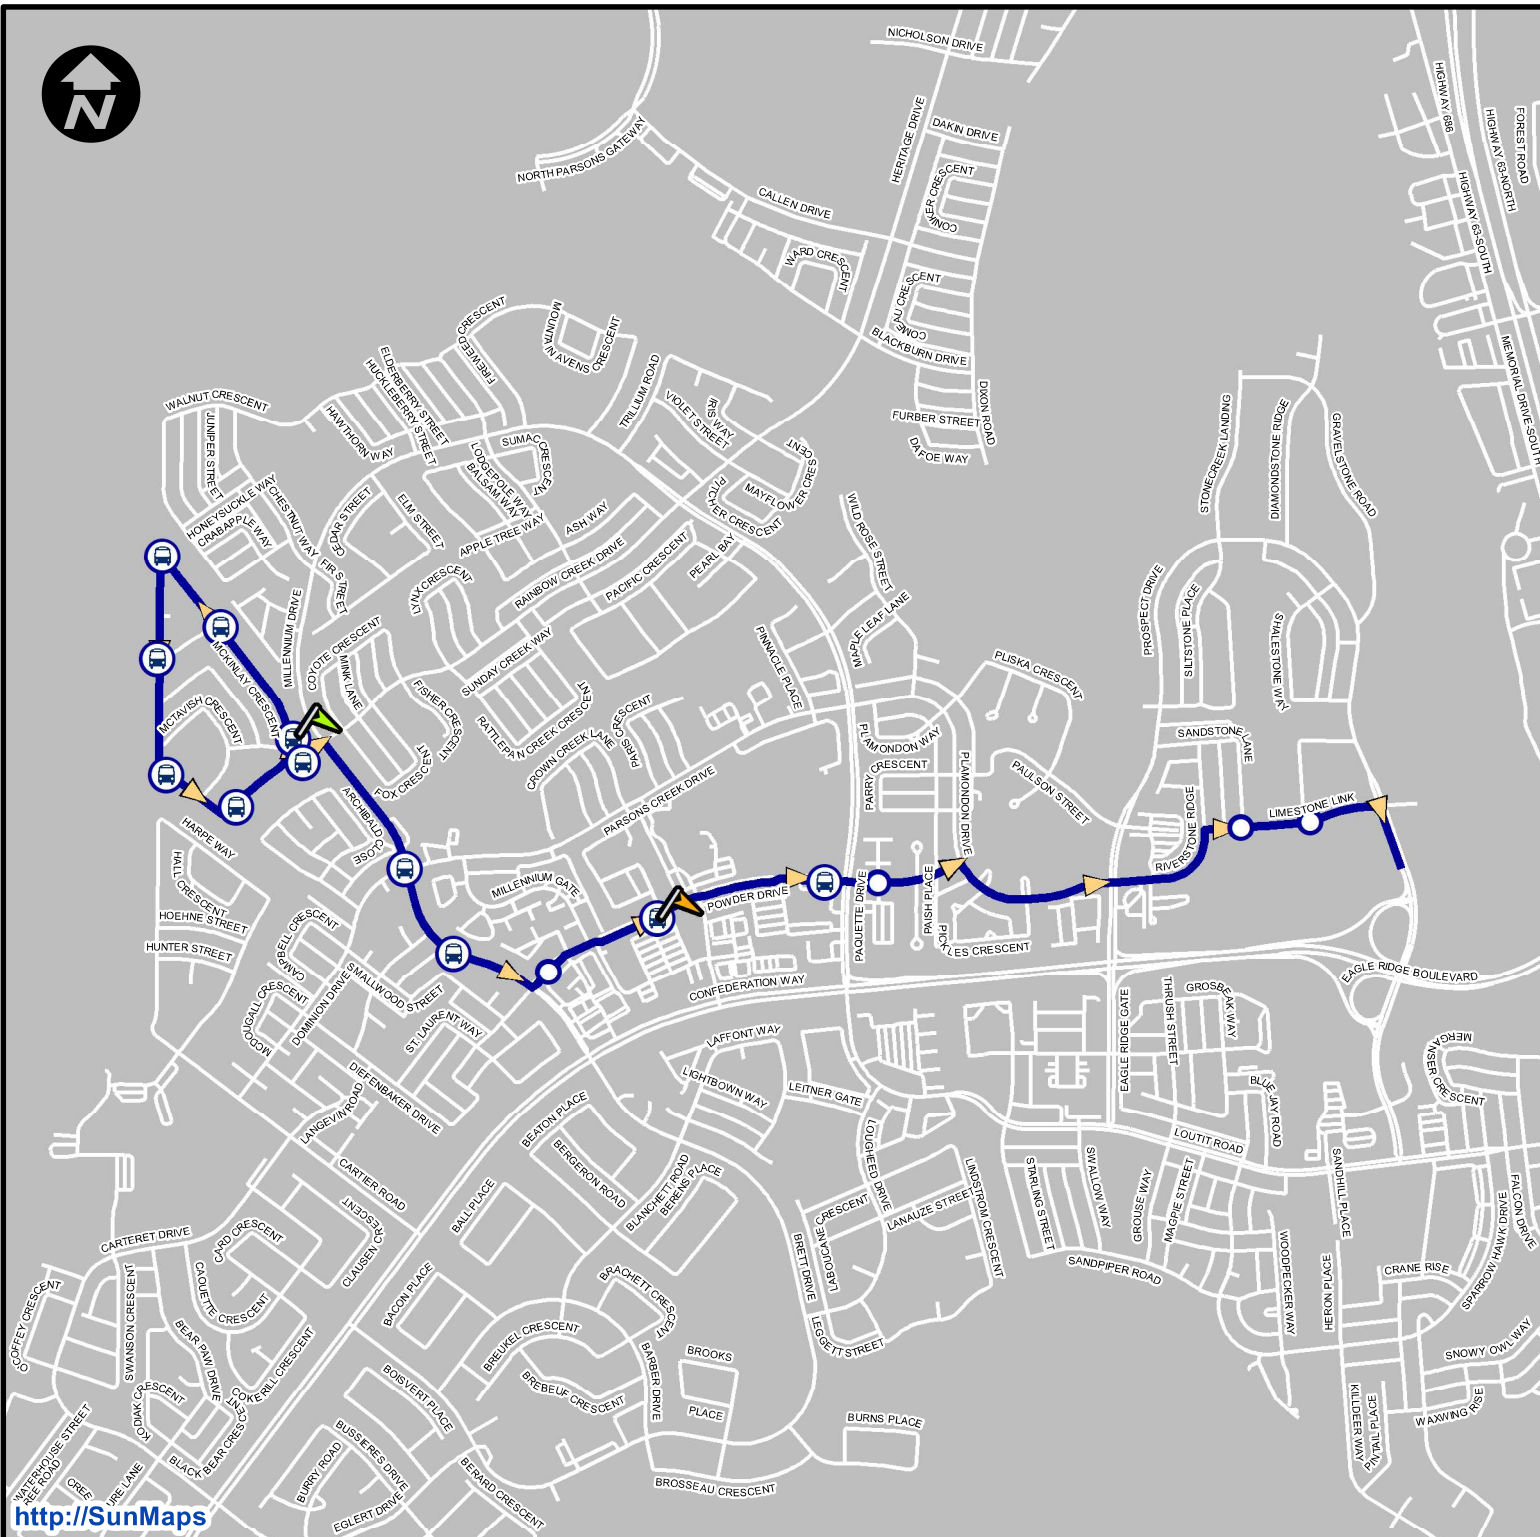 N
NICHOLSON DRIVE
HIGHWAY 686
HIGHWAY 63-NORTH
FOREST ROAD
HERITAGE DRIVE
DAKIN DRIVE
NORTH PARSONS GATEWAY
CALLEN DRIVE
CONKER CRESCENT
CONI
HIGHWAY 63-SOUTH
WARD CRESCENT
COMEAU CRESCENT
BLACKBURN DRIVE
FIREWEED CRESCENT
MOUNTAIN AVENS CRESCENT
ELDERBERRY STREET
HUCKLEBERRY STREET
TRILLIUM ROAD
MEMORIAL DRIVE-SOUTH
WALNUT CRESCENT
JUNIPER STREET
HAWTHORN WAY
VIOLET STREET
IRIS WAY
DIXON ROAD
FURBER STREET
DAFOE WAY
STONECREEK LANDING
DIAMONDSTONE RIDGE
GRAVELSTONE ROAD
SUMAC CRESCENT
LODGEPOLE WAY
BALSAM WAY
MAYFLOWER CRESCENT
PITCHER CRESCENT
HONEYSUCKLE WAY
CRABAPPLE WAY
CHESTNUT WAY
CEDAR STREET
ELM STREET
APPLE TREE WAY
ASH WAY
WILD ROSE STREET
FIR STREET
LYNX CRESCENT
RAINBOW CREEK DRIVE
PACIFIC CRESCENT
PEARL BAY
MAPLE LEAF LANE
PROSPECT DRIVE
SILTSTONE PLACE
SHALESTONE WAY
MILLENNIUM DRIVE
COYOTE CRESCENT
MINK LANE
SUNDAY CREEK WAY
PINNACLE PLACE
PLISKA CRESCENT
MCKINLAY CRESCENT
MCTAVISH CRESCENT
FISHER CRESCENT
RATTLEPAN CREEK CRESCENT
CROWN CREEK LANE
PARIS CRESCENT
PLAMONDON WAY
SANDSTONE LANE
FOX CRESCENT
PARSONS CREEK DRIVE
PARRY CRESCENT
PLAMONDON DRIVE
PAULSON STREET
RIVERSTONE RIDGE
LIMESTONE LINK
ARCHIBALD CLOSE
HARPE WAY
HALL CRESCENT
MILLENNIUM GATE
POWDER DRIVE
PAQUETTE DRIVE
PARISH PLACE
PICKLES CRESCENT
HOEHNE STREET
HUNTER STREET
CAMPBELL CRESCENT
SMALLWOOD STREET
CONFEDERATION WAY
EAGLE RIDGE BOULEVARD
MCDOUGALL CRESCENT
DOMINION DRIVE
ST. LAURENT WAY
EAGLE RIDGE GATE
THRUSH STREET
GROSBEAK WAY
LAFFONT WAY
MERGANSER CRESCENT
DIEFENBAKER DRIVE
LIGHTBOWN WAY
LEITNER GATE
BLUE JAY ROAD
LANGEVIN ROAD
BEATON PLACE
LOUGHEED DRIVE
LOUTIT ROAD
BERGERON ROAD
CARTIER ROAD
BLANCHETT ROAD
BERENS PLACE
LINDSTROM CRESCENT
STARLING STREET
SWALLOW WAY
GROUSE WAY
MAGPIE STREET
SANDHILL PLACE
FALCON DRIVE
BALL PLACE
CLAUSEN CRESCENT
LABOUCANE CRESCENT
LANAUZE STREET
CARTERET DRIVE
CARD CRESCENT
BRETT DRIVE
SANDPIPER ROAD
WOODPECKER WAY
HERON PLACE
CRANE RISE
SPARROW HAWK DRIVE
O'COFFEY CRESCENT
SWANSON CRESCENT
CAOUETTE CRESCENT
BACON PLACE
BRACHETT CRESCENT
BEAR PAW DRIVE
BREUKEL CRESCENT
LEGGETT STREET
SNOWY OWL WAY
COKERILL CRESCENT
BOISVERT PLACE
BREBEUF CRESCENT
BARBER DRIVE
BROOKS
PLACE
KODIAK CRESCENT
KILLDEER WAY
PINTAIL PLACE
WAXWING RISE
BURNS PLACE
WATERHOUSE STREET
BLACK BEAR CRESCENT
BUSSIERES DRIVE
BURRY ROAD
BERARD CRESCENT
BROSSEAU CRESCENT
EGLERT DRIVE
CREE
URE LANE
REE ROAD
http://SunMaps